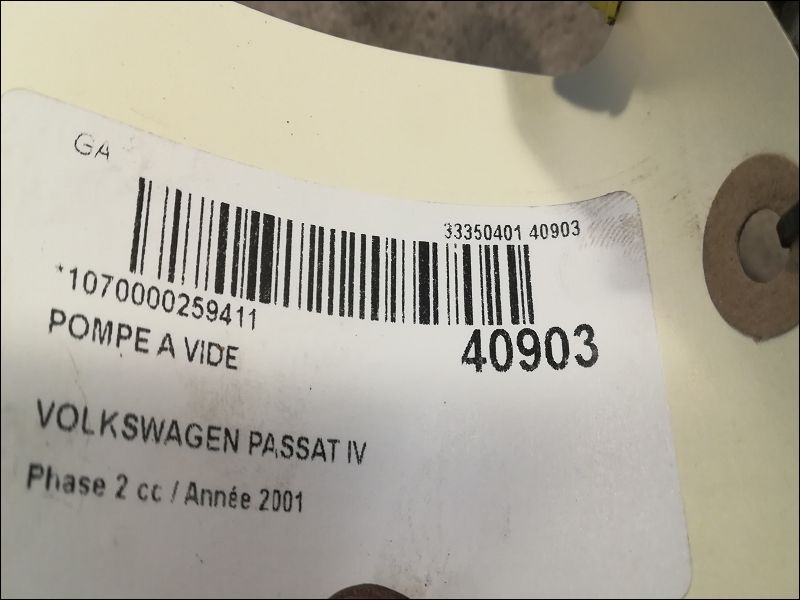 GA
33350401 40903
*1070000259411
40903
POMPE A VIDE
VOLKSWAGEN PASSAT IV
Phase 2 cc / Année 2001